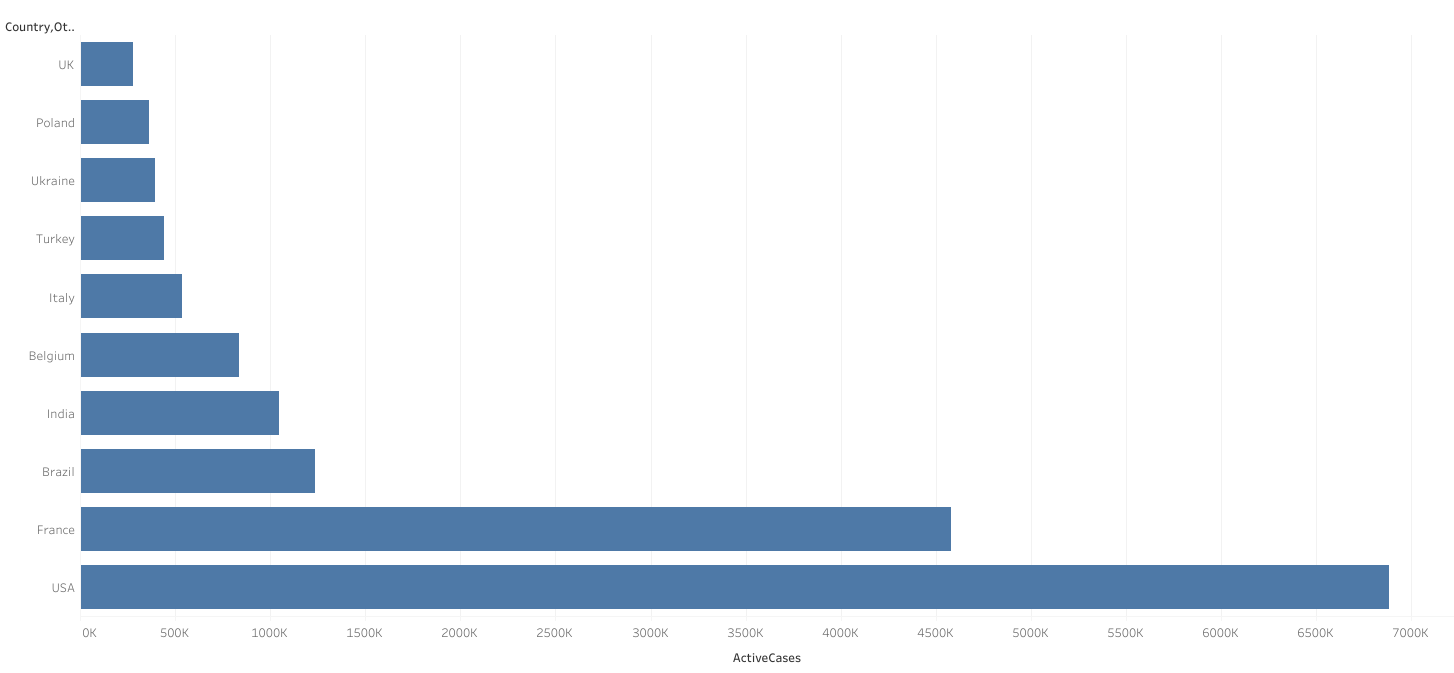 Country,Ot..
UK
Poland
Ukraine
Turkey
Italy
Belgium
India
Brazil
France
USA
0K 500K 1000K 1500K 2000K 2500K 3000K 3500K 4000K 4500K 5000K 5500K 6000K 6500K 7000K
ActiveCases